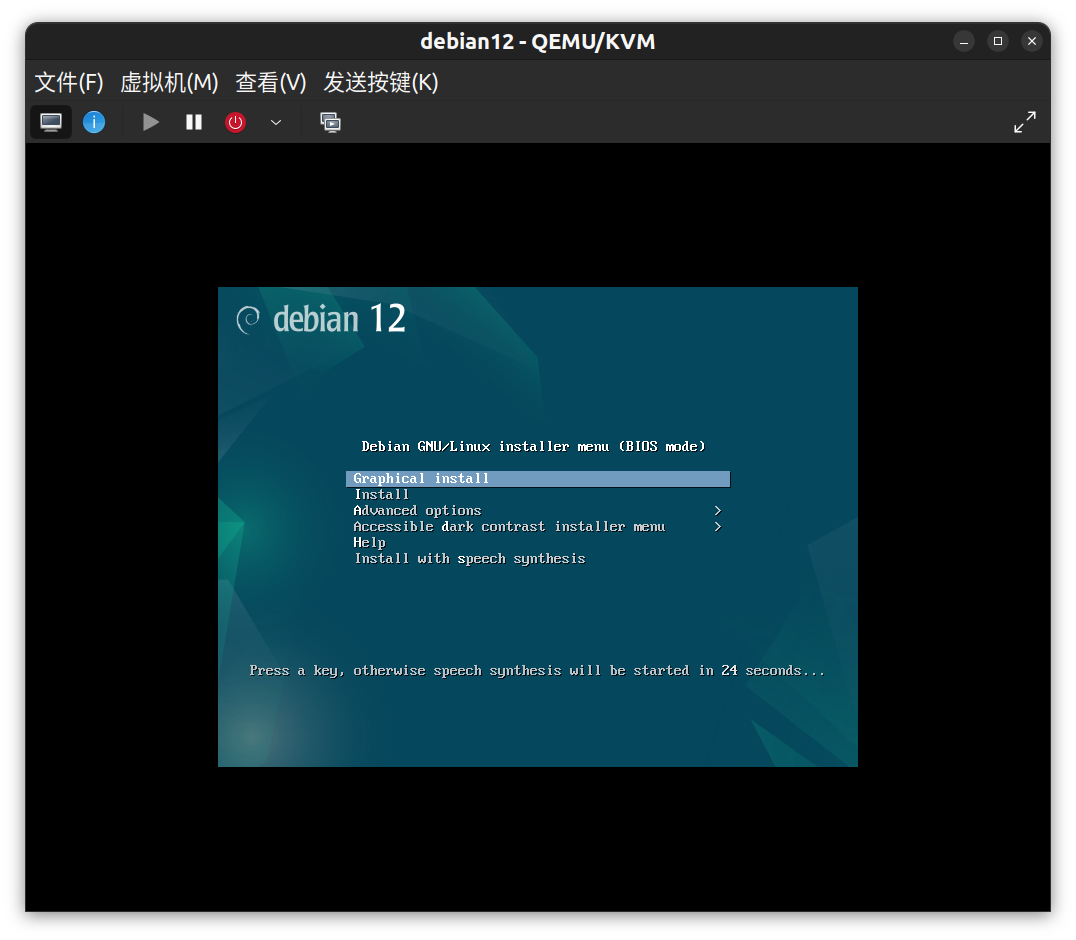 debian12 - QEMU/KVM
文件(F) 虚拟机(M) 查看(V) 发送按键(K)
debian 12
Debian GNU/Linux installer menu (BIOS mode)
Graphical install
Install
Advanced options >
Accessible dark contrast installer menu >
Help
Install with speech synthesis
Press a key, otherwise speech synthesis will be started in 24 seconds...